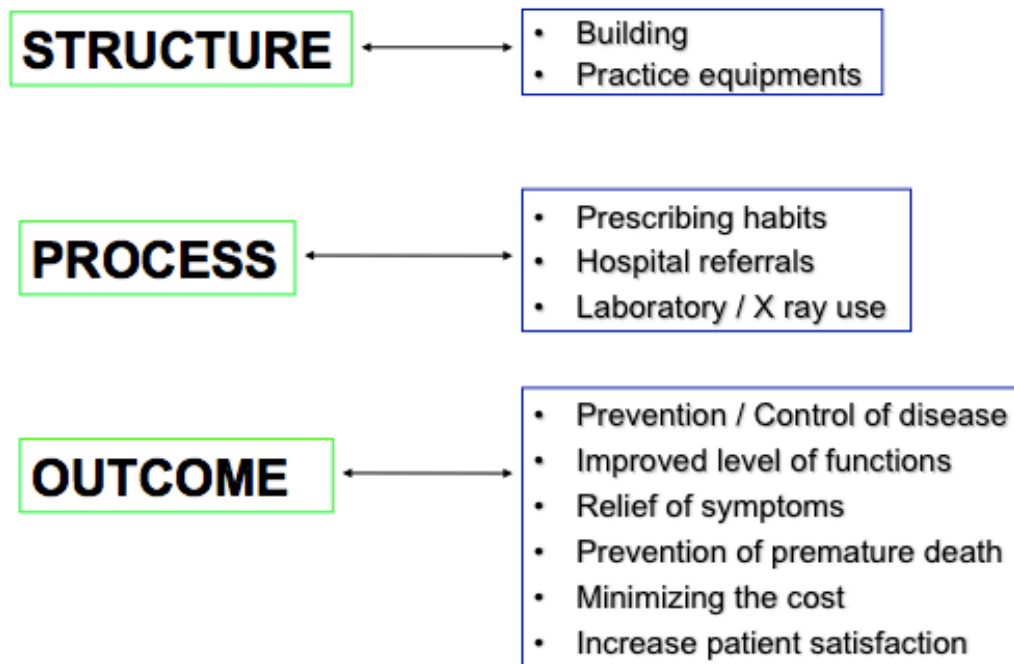 STRUCTURE
• Building
• Practice equipments
PROCESS
• Prescribing habits
• Hospital referrals
• Laboratory / X ray use
OUTCOME
• Prevention / Control of disease
• Improved level of functions
• Relief of symptoms
• Prevention of premature death
• Minimizing the cost
• Increase patient satisfaction